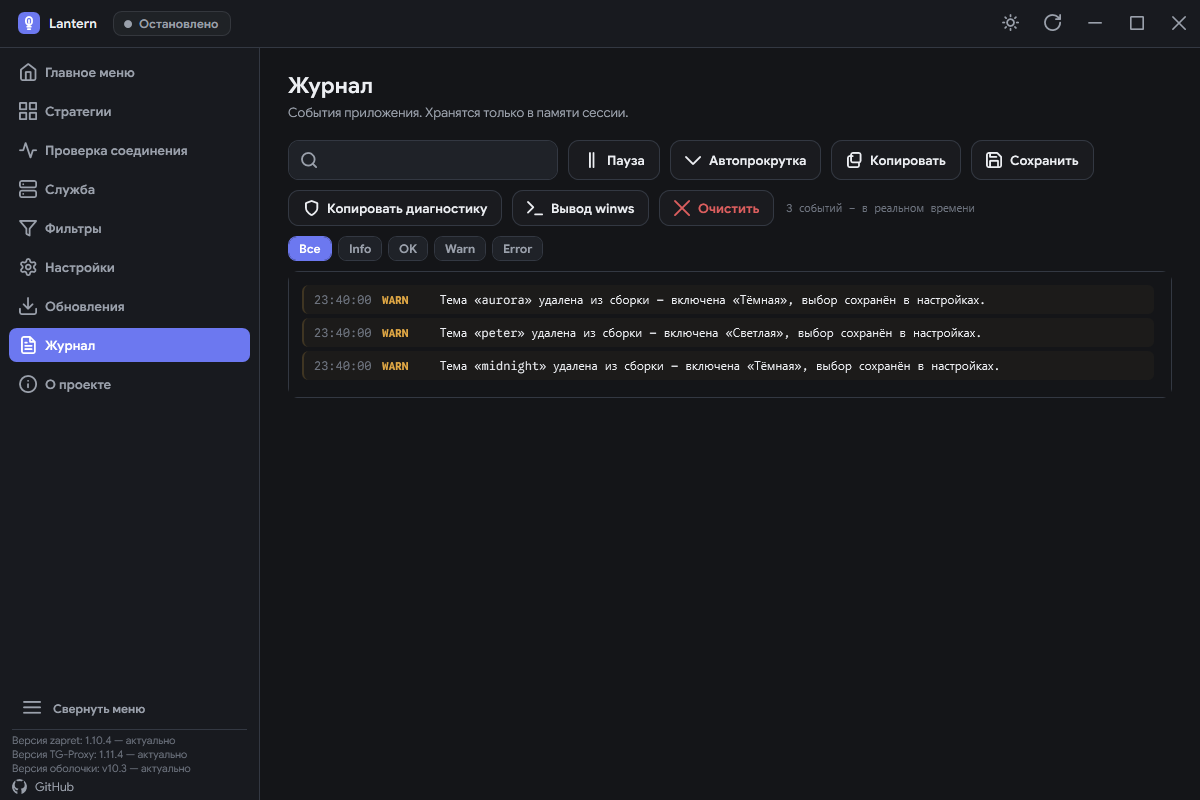 Lantern
Остановлено
Главное меню
Стратегии
Проверка соединения
Служба
Фильтры
Настройки
Обновления
Журнал
О проекте
Свернуть меню
Версия zapret: 1.10.4 — актуально
Версия TG-Proxy: 1.11.4 — актуально
Версия оболочки: v10.3 — актуально
GitHub
Журнал
События приложения. Хранятся только в памяти сессии.
Пауза
Автопрокрутка
Копировать
Сохранить
Копировать диагностику
Вывод winws
Очистить
3 событий — в реальном времени
Все
Info
OK
Warn
Error
23:40:00 WARN Тема «aurora» удалена из сборки — включена «Тёмная», выбор сохранён в настройках.
23:40:00 WARN Тема «peter» удалена из сборки — включена «Светлая», выбор сохранён в настройках.
23:40:00 WARN Тема «midnight» удалена из сборки — включена «Тёмная», выбор сохранён в настройках.